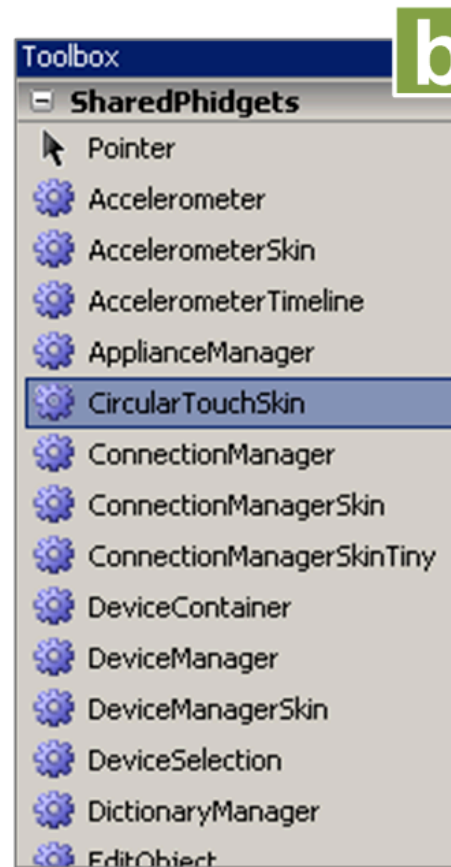 Toolbox
b
SharedPhidgets
Pointer
Accelerometer
AccelerometerSkin
AccelerometerTimeline
ApplianceManager
CircularTouchSkin
ConnectionManager
ConnectionManagerSkin
ConnectionManagerSkinTiny
DeviceContainer
DeviceManager
DeviceManagerSkin
DeviceSelection
DictionaryManager
EditObject